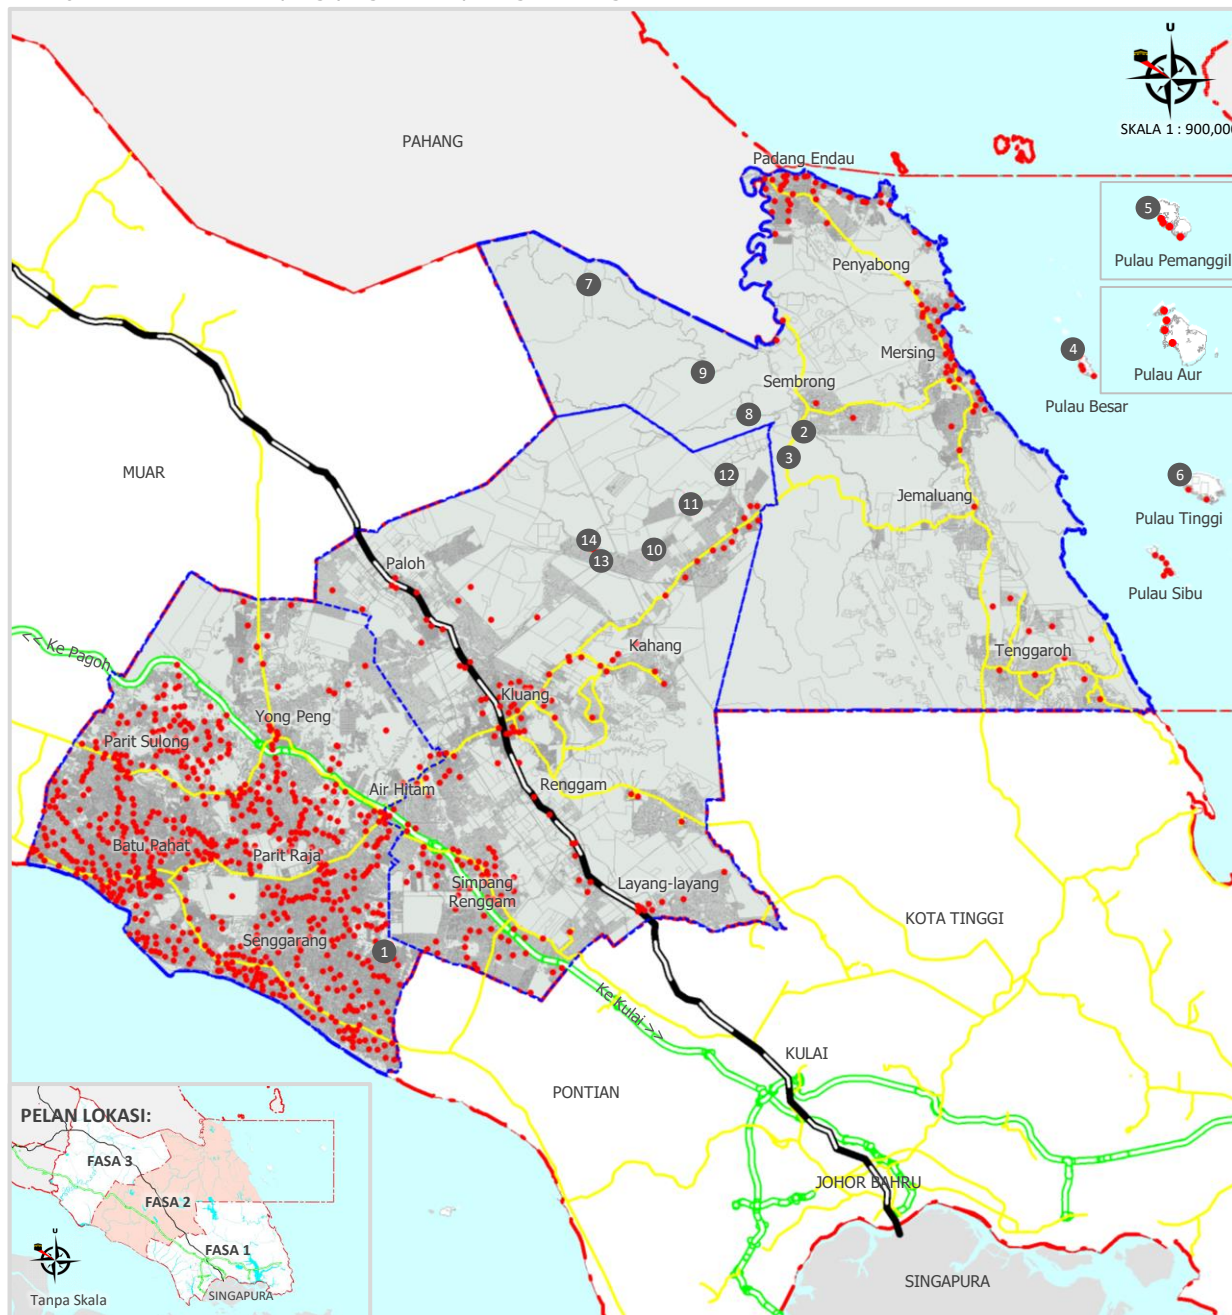 U
SKALA 1 : 900,000
PAHANG
Padang Endau
5
Pulau Pemanggil
Penyabong
7
Pulau Aur
Mersing
4
9
Sembrong
Pulau Besar
8
2
3
MUAR
12
6
11
Jemaluang
Pulau Tinggi
14
10
13
Paloh
Pulau Sibu
<< Ke Pagoh
Kahang
Tenggaroh
Kluang
Yong Peng
Parit Sulong
Renggam
Air Hitam
Batu Pahat
Parit Raja
Simpang
Renggam
Layang-layang
KOTA TINGGI
Senggarang
1
Ke Kulai >>
KULAI
PONTIAN
JOHOR BAHRU
SINGAPURA
PELAN LOKASI:
FASA 3
FASA 2
FASA 1
U
SINGAPURA
Tanpa Skala